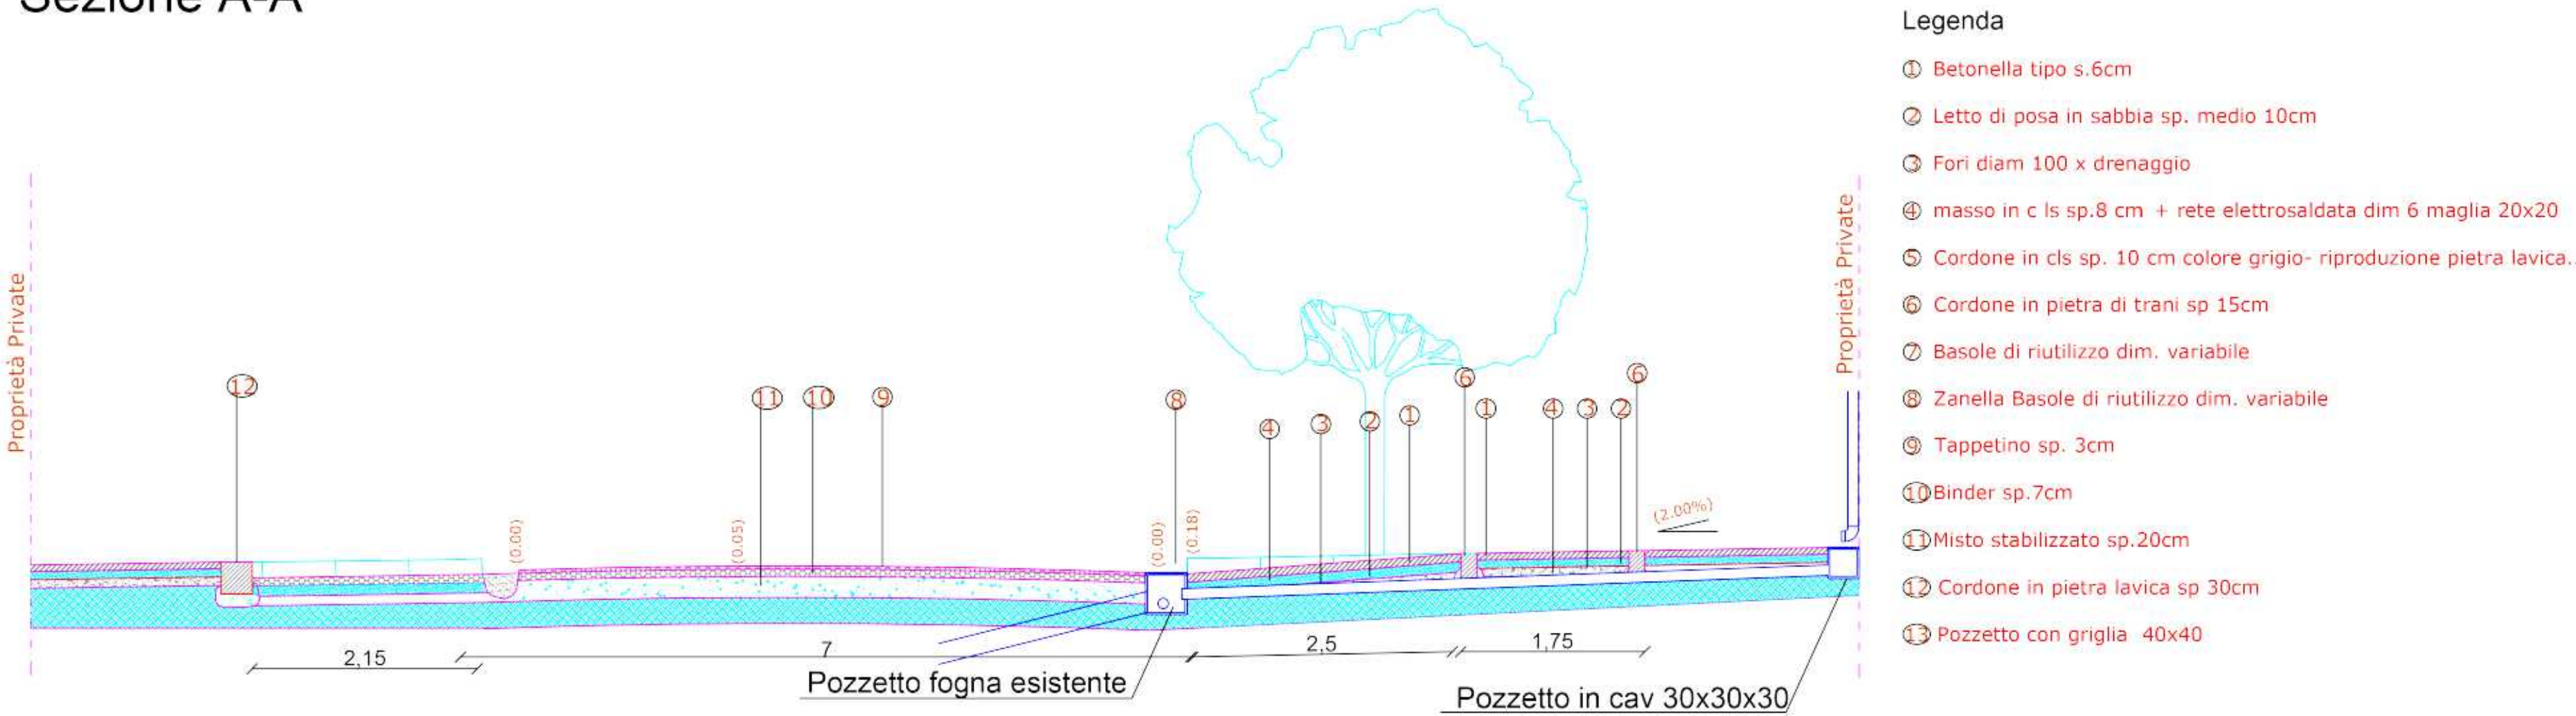 Sezione A-A
Legenda
① Betonella tipo s.6cm
② Letto di posa in sabbia sp. medio 10cm
③ Fori diam 100 x drenaggio
④ masso in c ls sp.8 cm + rete elettrosaldata dim 6 maglia 20x20
⑤ Cordone in cls sp. 10 cm colore grigio- riproduzione pietra lavica.
⑥ Cordone in pietra di trani sp 15cm
⑦ Basole di riutilizzo dim. variabile
⑧ Zanella Basole di riutilizzo dim. variabile
⑨ Tappetino sp. 3cm
⑩ Binder sp.7cm
⑪ Misto stabilizzato sp.20cm
⑫ Cordone in pietra lavica sp 30cm
⑬ Pozzetto con griglia 40x40
Proprietà Private
Proprietà Private
⑫ ⑪ ⑩ ⑨ ⑧ ④ ③ ② ① ⑥ ① ④ ③ ② ⑥
(0.00) (0.05) (0.00) (0.18) (2.00%)
2,15 7 2,5 1,75
Pozzetto fogna esistente
Pozzetto in cav 30x30x30